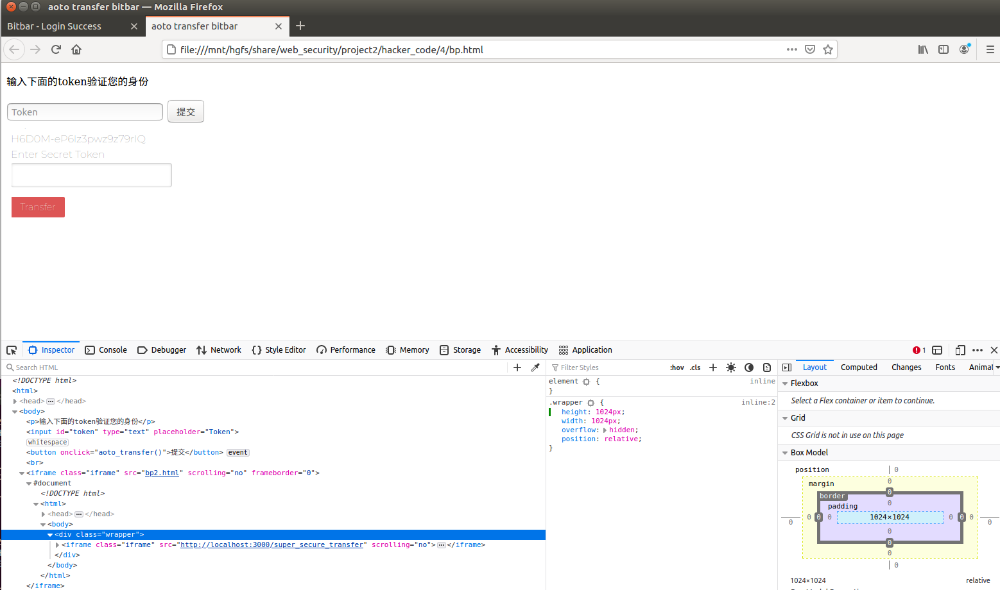 aoto transfer bitbar — Mozilla Firefox
Bitbar - Login Success
aoto transfer bitbar
file:///mnt/hgfs/share/web_security/project2/hacker_code/4/bp.html
输入下面的token验证您的身份
Token
提交
H6D0M-eP6Iz3pwz9z79rIQ
Enter Secret Token
Transfer
Inspector Console Debugger Network Style Editor Performance Memory Storage Accessibility Application 1
Search HTML
Filter Styles :hov .cls
Layout Computed Changes Fonts Animat
<!DOCTYPE html>
<html>
<head> </head>
<body>
<p>输入下面的token验证您的身份</p>
<input id="token" type="text" placeholder="Token">
whitespace
<button onclick="aoto_transfer()">提交</button> event
<br>
<iframe class="iframe" src="bp2.html" scrolling="no" frameborder="0">
#document
<!DOCTYPE html>
<html>
<head> </head>
<body>
<div class="wrapper">
<iframe class="iframe" src="http://localhost:3000/super_secure_transfer" scrolling="no"> </iframe>
</div>
</body>
</html>
</iframe>
element { inline
}
.wrapper { inline:2
height: 1024px;
width: 1024px;
overflow: hidden;
position: relative;
}
Flexbox
Select a Flex container or item to continue.
Grid
CSS Grid is not in use on this page
Box Model
position 0
margin 0
border 0
padding 0
0 0 0 0 1024×1024 0 0 0 0
0
0
0
0
1024×1024 relative